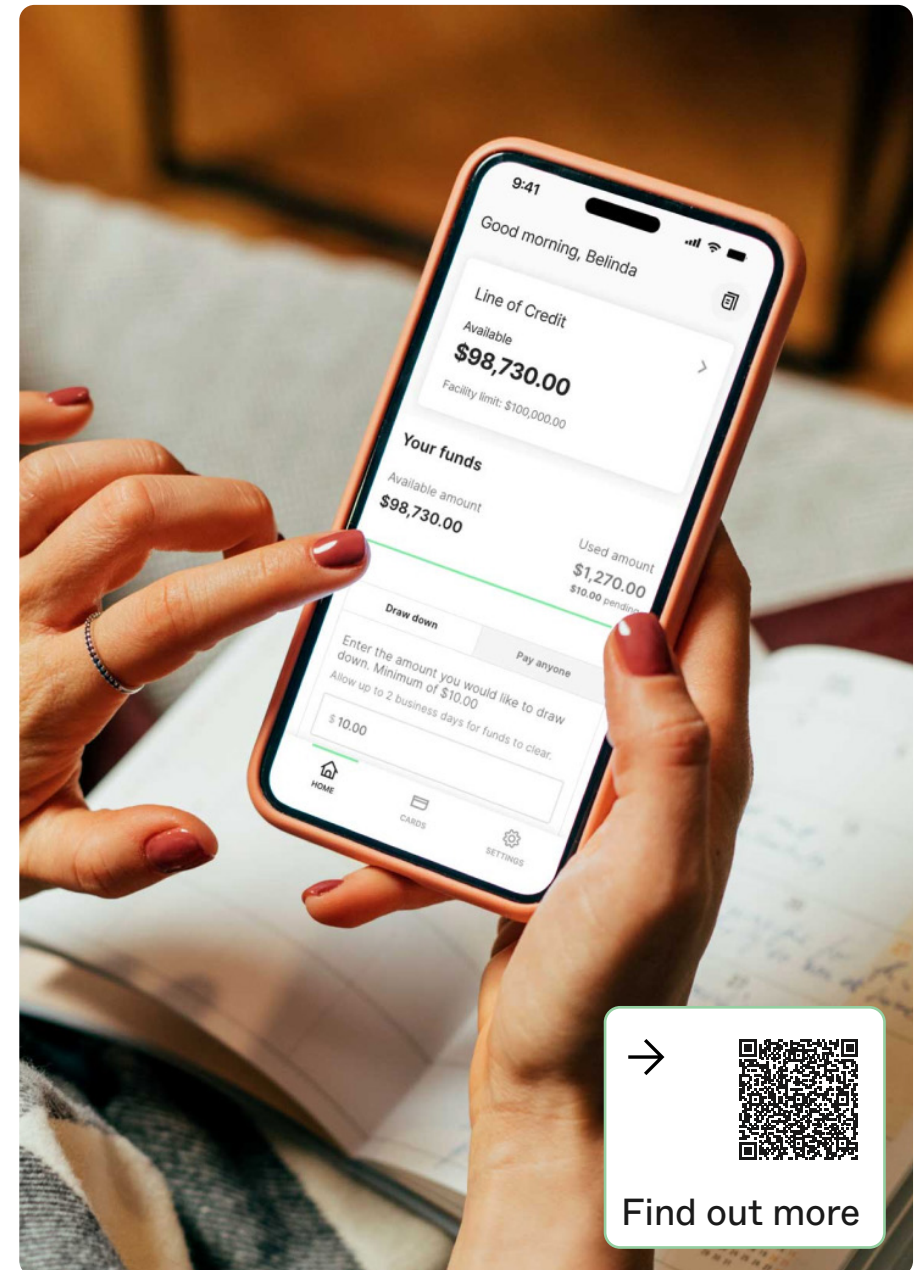 9:41
Good morning, Belinda
Line of Credit
Available
$98,730.00
Facility limit: $100,000.00
Your funds
Available amount
$98,730.00
Used amount
$1,270.00
$10.00 pending
Draw down
Pay anyone
Enter the amount you would like to draw
down. Minimum of $10.00
Allow up to 2 business days for funds to clear.
$ 10.00
HOME
CARDS
SETTINGS
Find out more